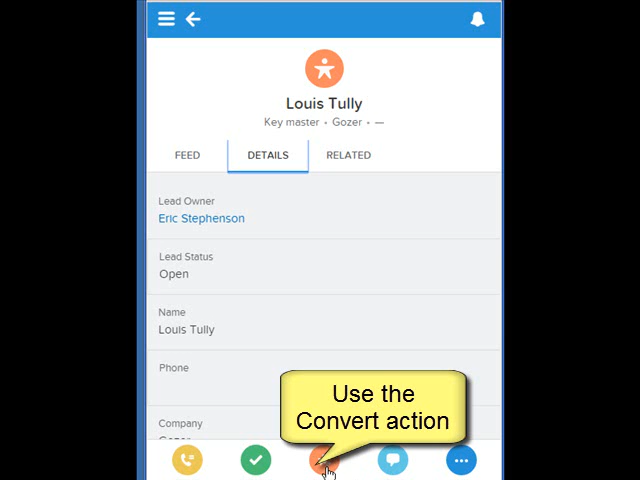 Louis Tully
Key master • Gozer • —
FEED DETAILS RELATED
Lead Owner
Eric Stephenson
Lead Status
Open
Name
Louis Tully
Phone
Company
Gozer
Use the
Convert action